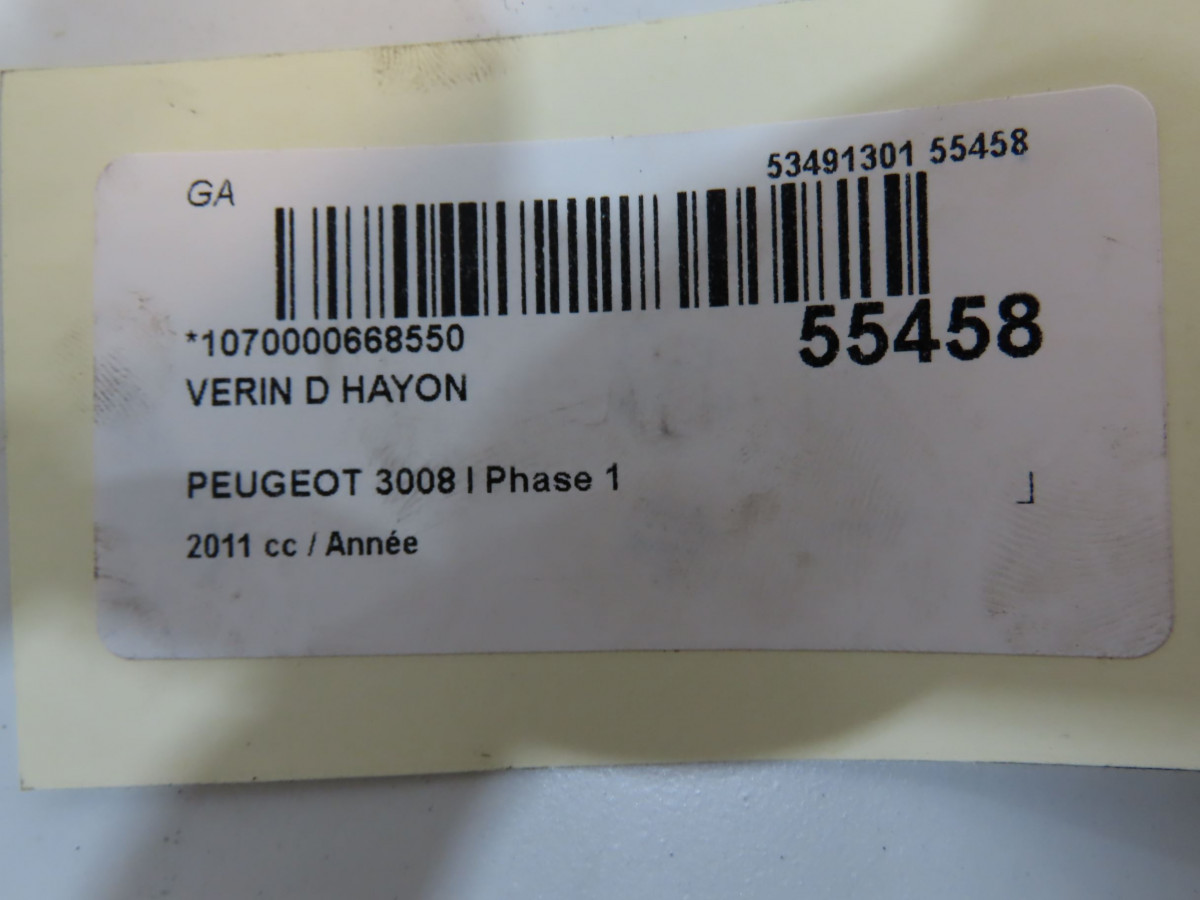 GA
53491301 55458
*1070000668550
55458
VERIN D HAYON
PEUGEOT 3008 I Phase 1
2011 cc / Année